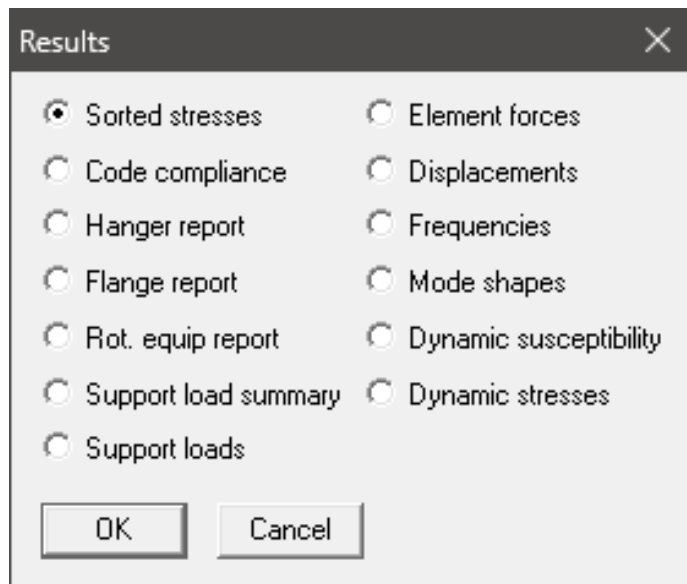 Results
Sorted stresses
Code compliance
Hanger report
Flange report
Rot. equip report
Support load summary
Support loads
Element forces
Displacements
Frequencies
Mode shapes
Dynamic susceptibility
Dynamic stresses
OK
Cancel